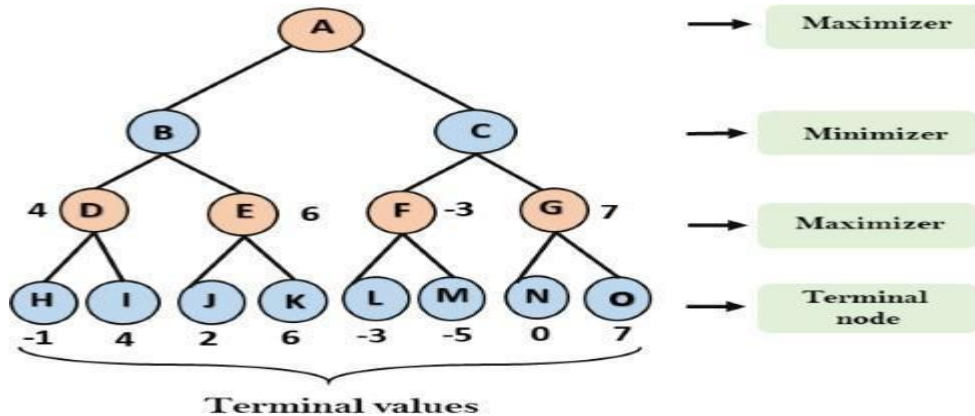 A
Maximizer
B
C
Minimizer
4 D E 6 F -3 G 7
Maximizer
H I J K L M N O
Terminal
node
-1 4 2 6 -3 -5 0 7
Terminal values